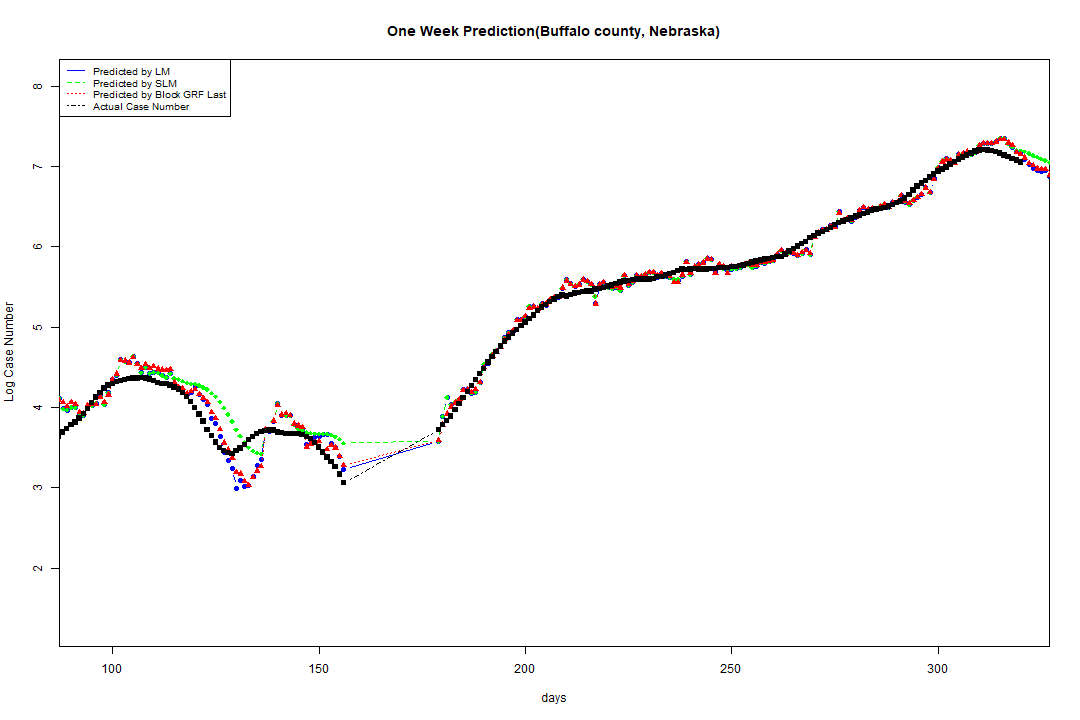 One Week Prediction(Buffalo county, Nebraska)
Predicted by LM
Predicted by SLM
Predicted by Block GRF Last
Actual Case Number
8
7
6
5
4
3
2
Log Case Number
100 150 200 250 300
days